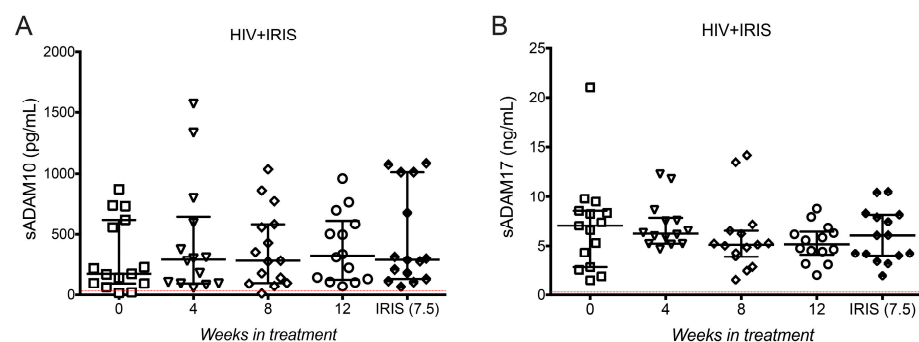 A
HIV+IRIS
sADAM10 (pg/mL)
2000
1500
1000
500
0
0 4 8 12 IRIS (7.5)
Weeks in treatment
B
HIV+IRIS
sADAM17 (ng/mL)
25
20
15
10
5
0
0 4 8 12 IRIS (7.5)
Weeks in treatment